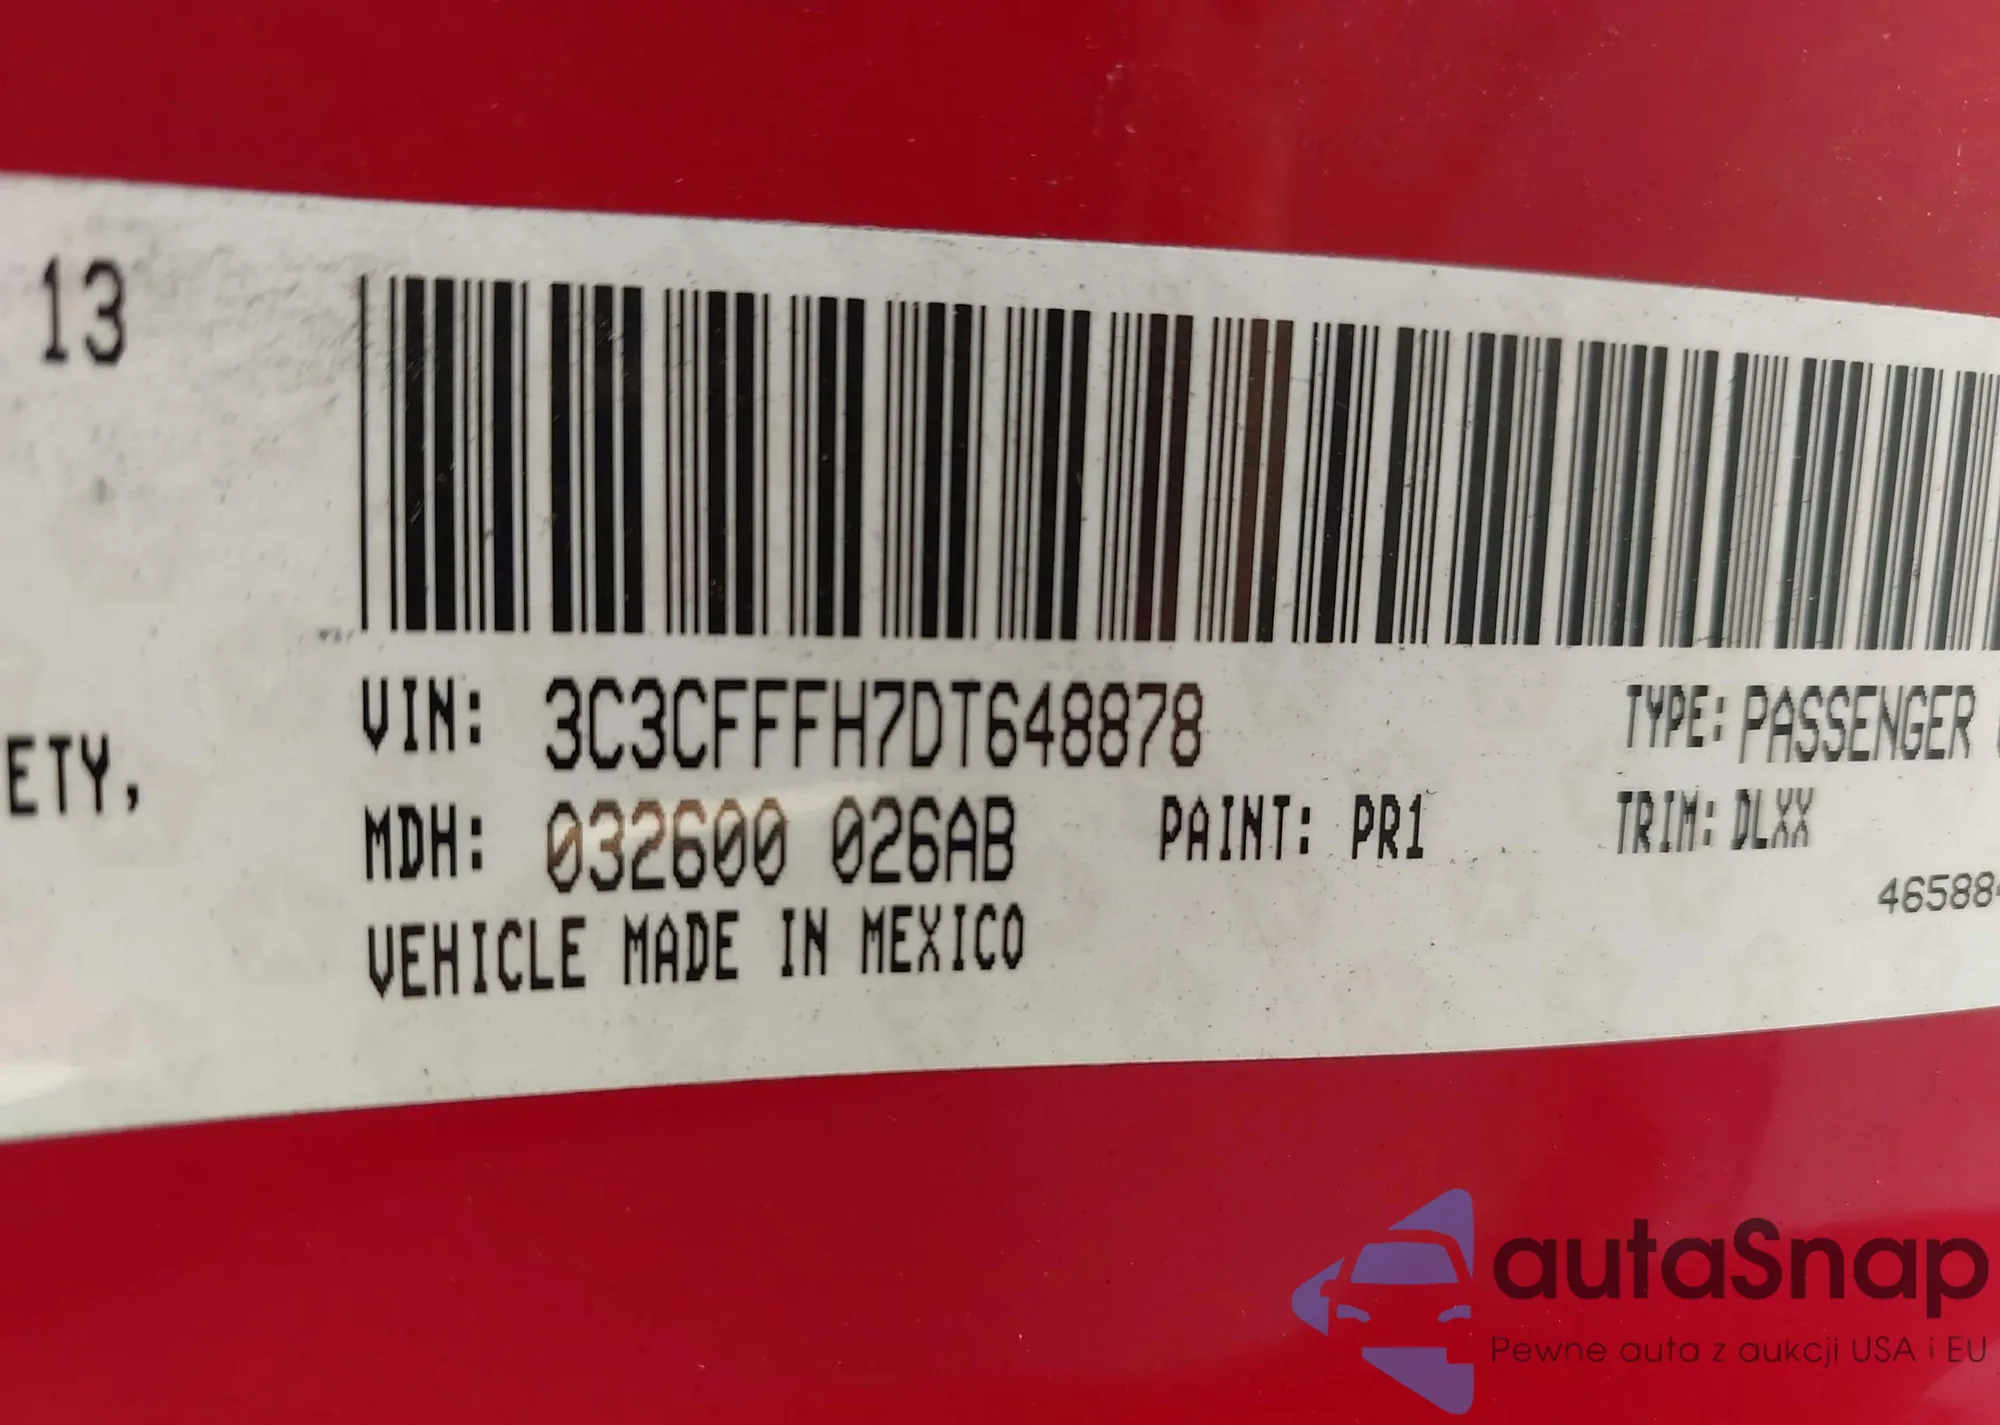 13
ETY,
VIN: 3C3CFFFH7DT648878
TYPE: PASSENGER
MDH: 032600 026AB
PAINT: PR1
TRIM: DLXX
VEHICLE MADE IN MEXICO
46588
autaSnap
Pewne auta z aukcji USA i EU